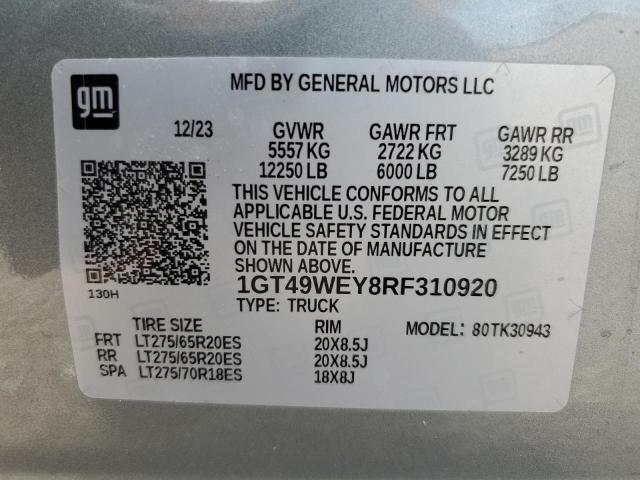 gm
MFD BY GENERAL MOTORS LLC
12/23 GVWR GAWR FRT GAWR RR
5557 KG 2722 KG 3289 KG
12250 LB 6000 LB 7250 LB
THIS VEHICLE CONFORMS TO ALL
APPLICABLE U.S. FEDERAL MOTOR
VEHICLE SAFETY STANDARDS IN EFFECT
ON THE DATE OF MANUFACTURE
SHOWN ABOVE.
130H
1GT49WEY8RF310920
TYPE: TRUCK
TIRE SIZE RIM MODEL: 80TK30943
FRT LT275/65R20ES 20X8.5J
RR LT275/65R20ES 20X8.5J
SPA LT275/70R18ES 18X8J